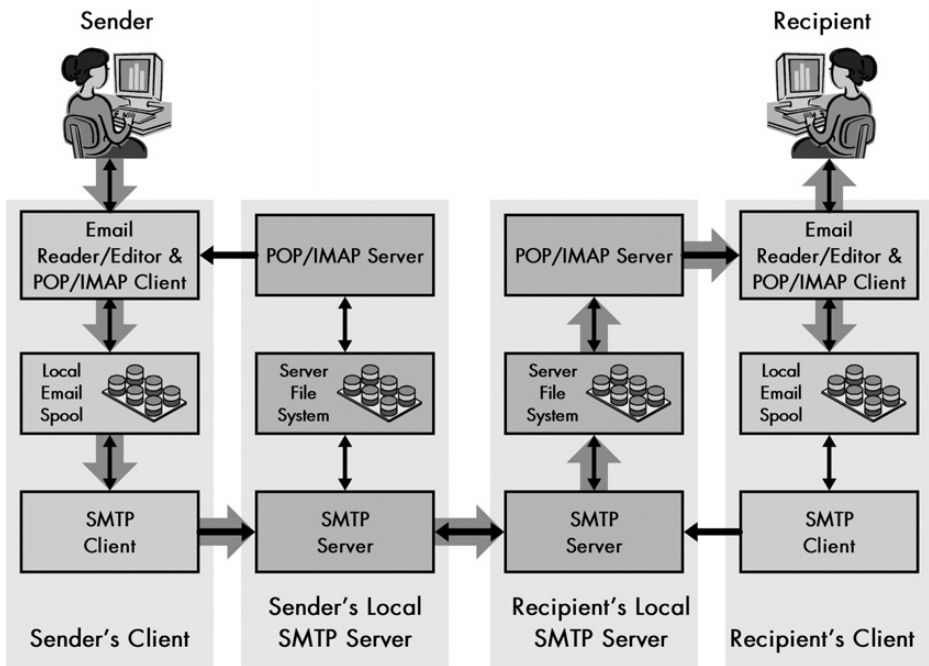 Sender
Recipient
Email
Reader/Editor &
POP/IMAP Client
POP/IMAP Server
POP/IMAP Server
Email
Reader/Editor &
POP/IMAP Client
Local
Email
Spool
Server
File
System
Server
File
System
Local
Email
Spool
SMTP
Client
SMTP
Server
SMTP
Server
SMTP
Client
Sender's Client
Sender's Local
SMTP Server
Recipient's Local
SMTP Server
Recipient's Client